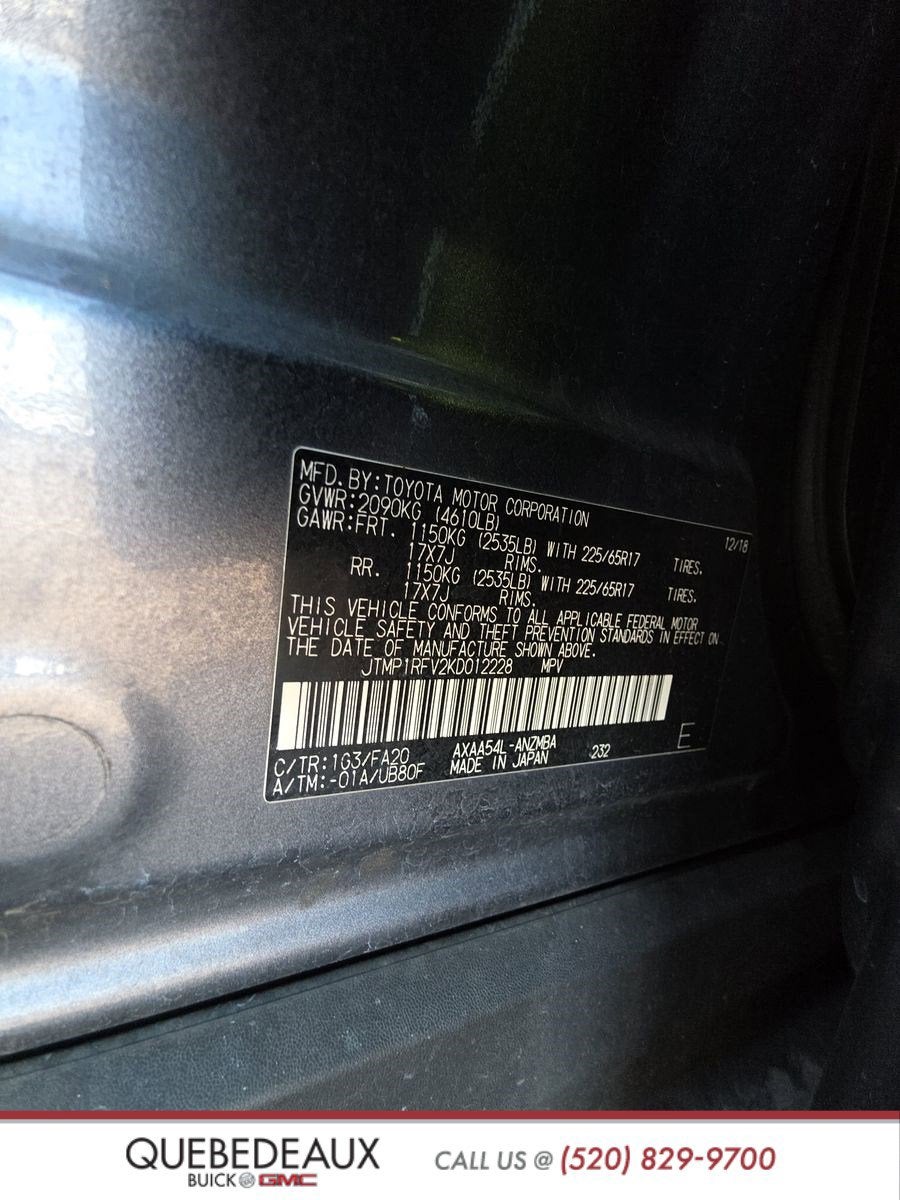 MFD. BY: TOYOTA MOTOR CORPORATION 12/18
GVWR: 2090KG (4610LB)
GAWR: FRT. 1150KG (2535LB) WITH 225/65R17 TIRES.
17X7J RIMS.
RR. 1150KG (2535LB) WITH 225/65R17 TIRES.
17X7J RIMS.
THIS VEHICLE CONFORMS TO ALL APPLICABLE FEDERAL MOTOR
VEHICLE SAFETY AND THEFT PREVENTION STANDARDS IN EFFECT ON
THE DATE OF MANUFACTURE SHOWN ABOVE.
JTMP1RFV2KD012228 MPV
C/TR: 1G3/FA20 AXAA54L-ANZMBA 232 E
A/TM: -01A/UB80F MADE IN JAPAN
QUEBEDEAUX
BUICK GMC
CALL US @ (520) 829-9700